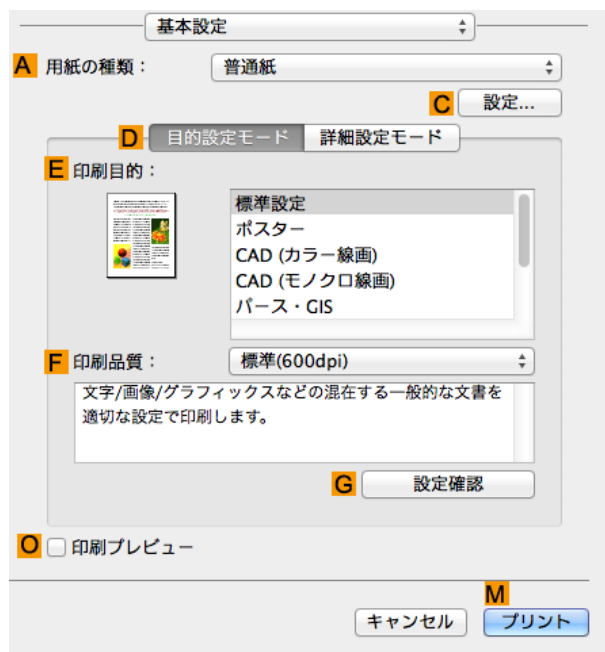 基本設定
A 用紙の種類： 普通紙
C 設定...
D 目的設定モード 詳細設定モード
E 印刷目的：
標準設定
ポスター
CAD (カラー線画)
CAD (モノクロ線画)
パース・GIS
F 印刷品質： 標準(600dpi)
文字/画像/グラフィックスなどの混在する一般的な文書を
適切な設定で印刷します。
G 設定確認
O 印刷プレビュー
M
キャンセル プリント